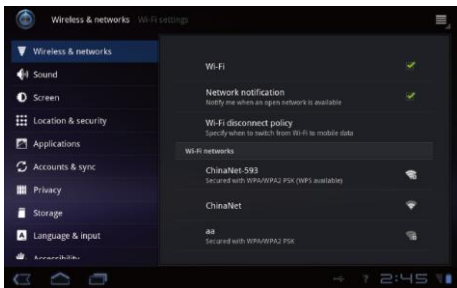 Wireless & networks Wi-Fi settings
Wireless & networks
Sound
Screen
Location & security
Applications
Accounts & sync
Privacy
Storage
Language & input
Accessibility
Wi-Fi
Network notification
Notify me when an open network is available
Wi-Fi disconnect policy
Specify when to switch from Wi-Fi to mobile data
Wi-Fi networks
ChinaNet-593
Secured with WPA/WPA2 PSK (WPS available)
ChinaNet
aa
Secured with WPA/WPA2 PSK
2:45